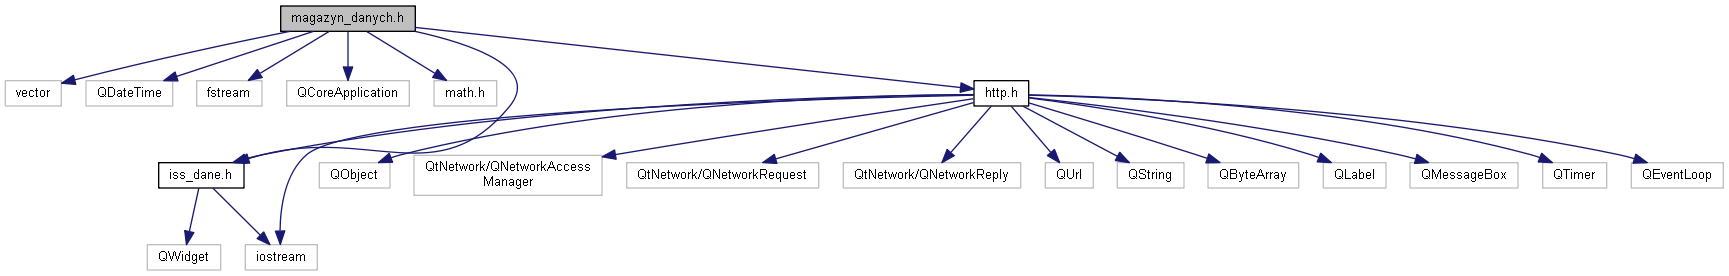 magazyn_danych.h
vector
QDateTime
fstream
QCoreApplication
math.h
http.h
iss_dane.h
QObject
QtNetwork/QNetworkAccess
Manager
QtNetwork/QNetworkRequest
QtNetwork/QNetworkReply
QUrl
QString
QByteArray
QLabel
QMessageBox
QTimer
QEventLoop
QWidget
iostream